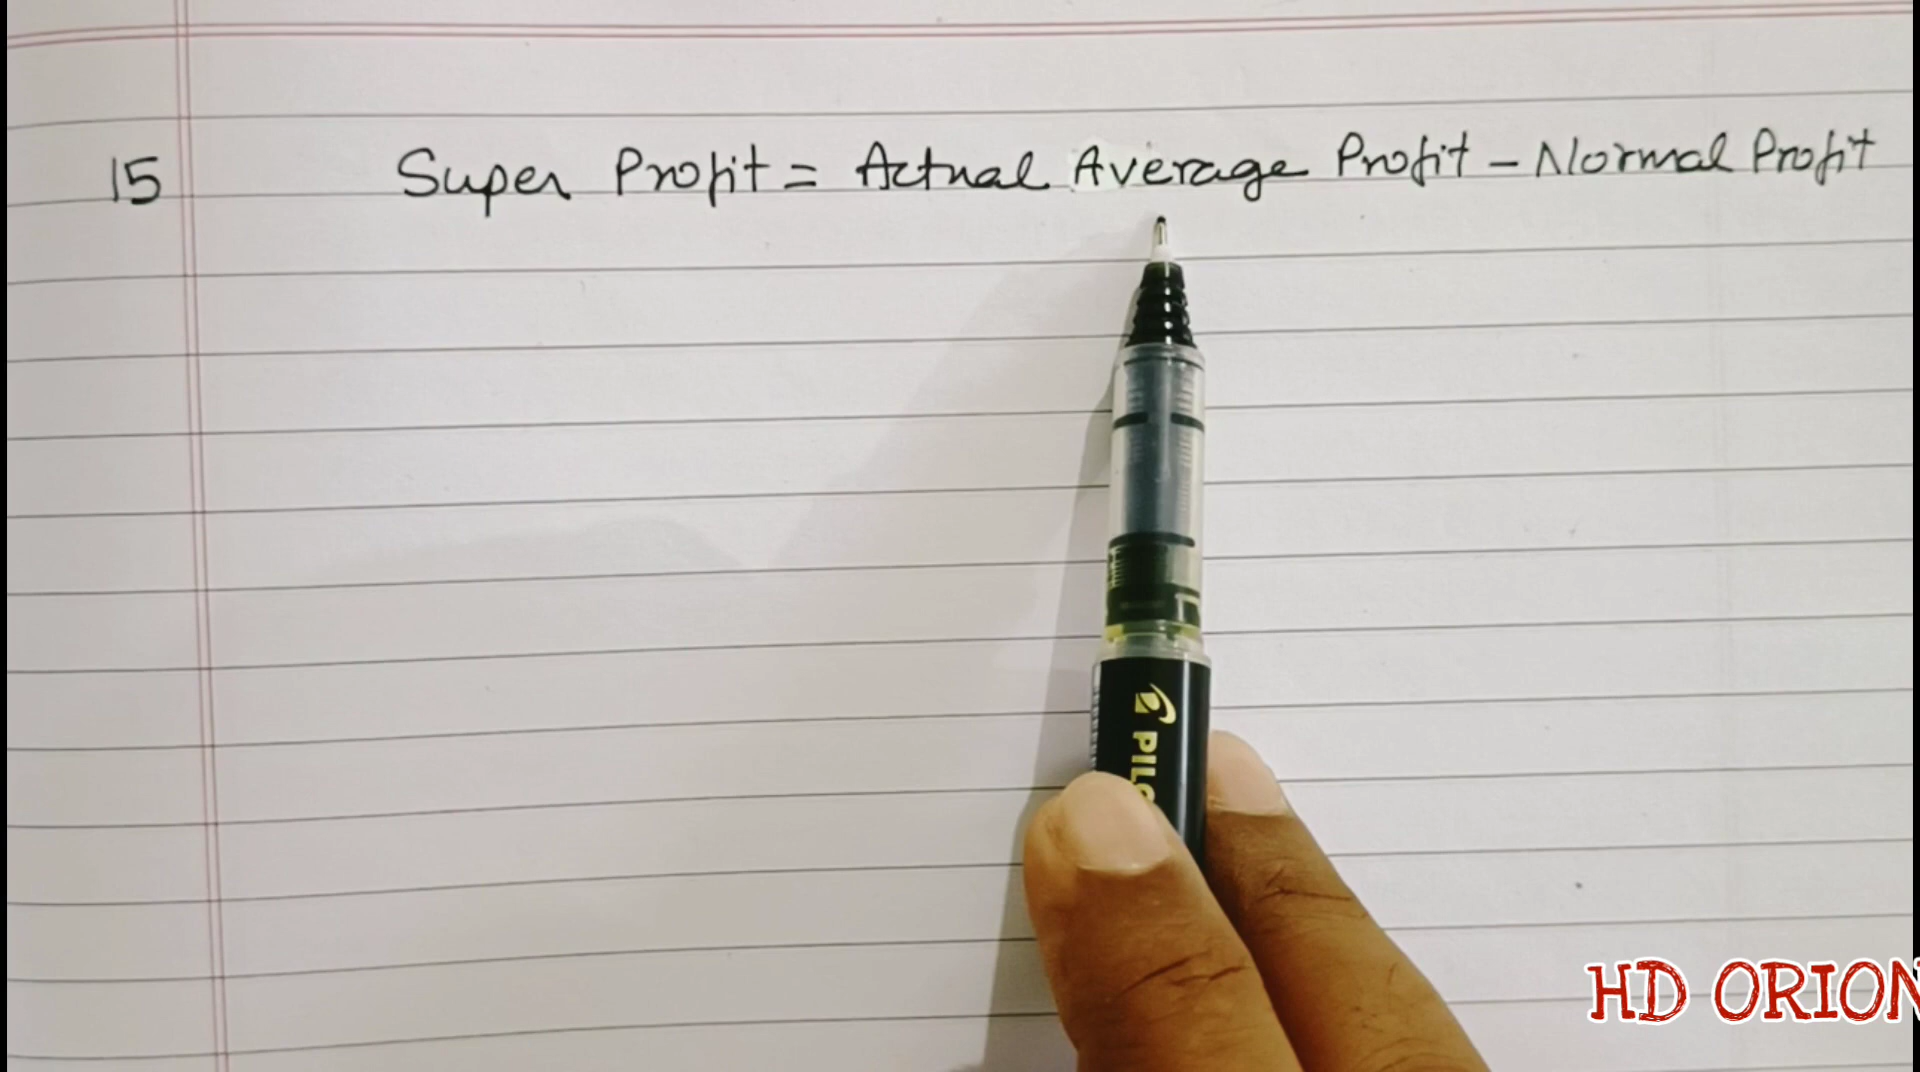 15 Super Profit = Actual Average Profit - Normal Profit
PILO
HD ORION